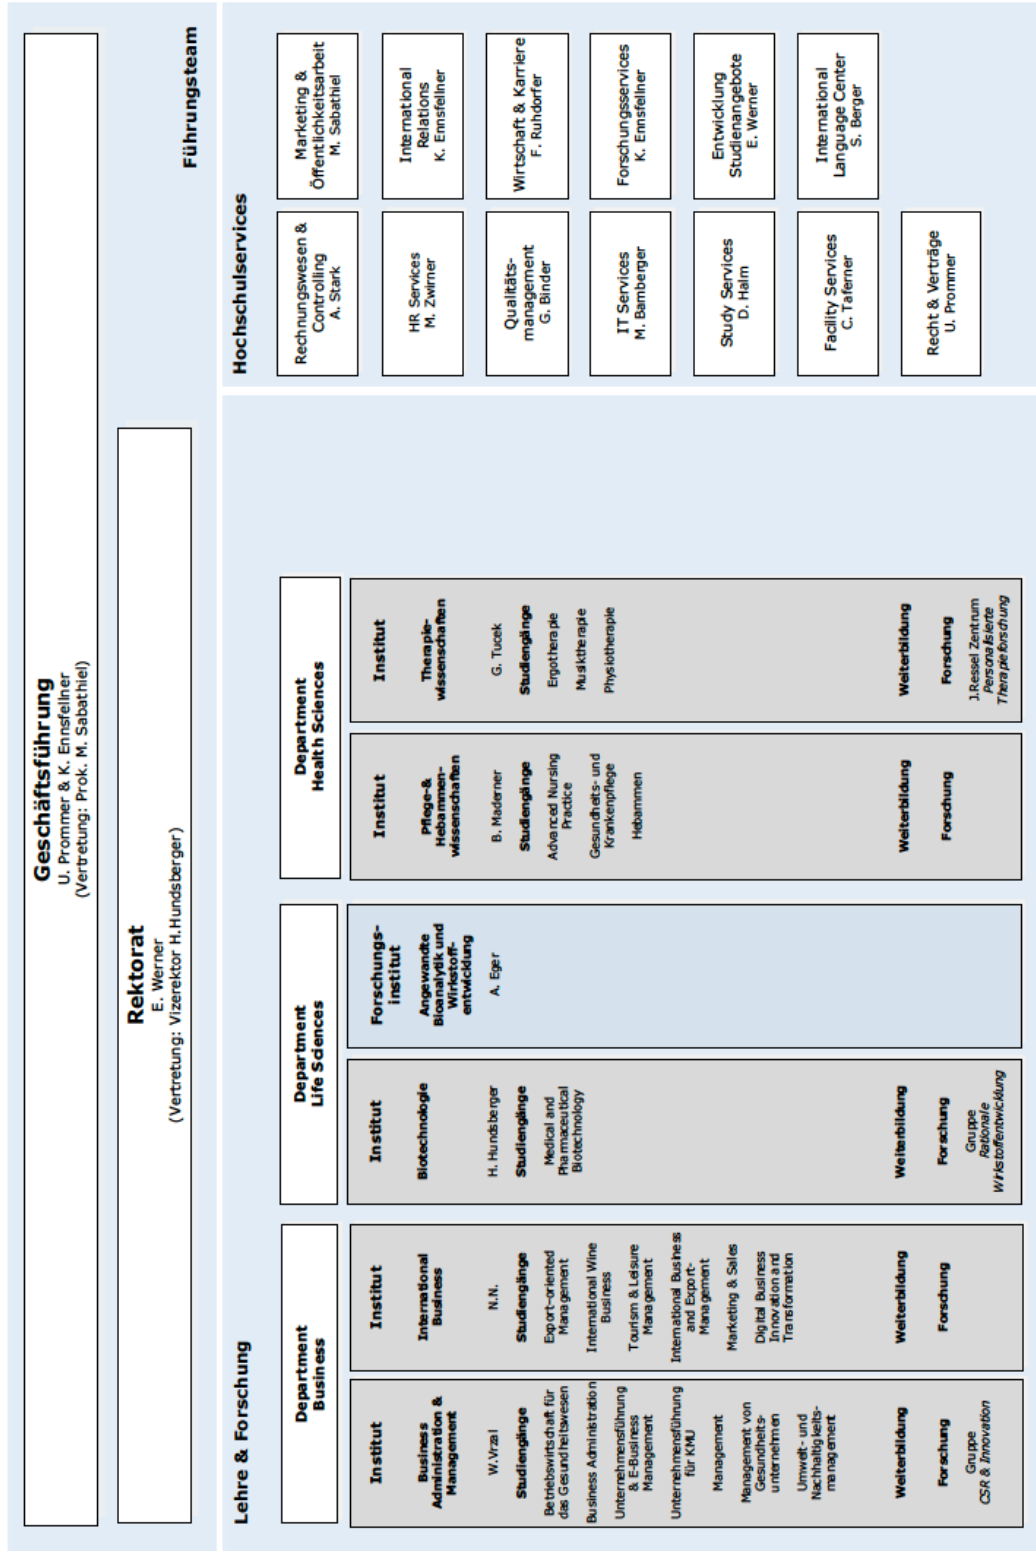 Geschäftsführung
U. Prommer & K. Ennsfellner
(Vertretung: Prok. M. Sabathiel)
Rektorat
E. Werner
(Vertretung: Vizerektor H.Hundsberger)
Führungsteam
Lehre & Forschung
Department
Business
Institut
Business
Administration &
Management
W.Vrzal
Studiengänge
Betriebswirtschaft für
das Gesundheitswesen
Business Administration
Unternehmensführung
& E-Business
Management
Unternehmensführung
für KMU
Management
Management von
Gesundheits-
unternehmen
Umwelt- und
Nachhaltigkeits-
management
Weiterbildung
Forschung
Gruppe
CSR & Innovation
Institut
International
Business
N.N.
Studiengänge
Export-oriented
Management
International Wine
Business
Tourism & Leisure
Management
International Business
and Export-
Management
Marketing & Sales
Digital Business
Innovation and
Transformation
Weiterbildung
Forschung
Department
Life Sciences
Institut
Biotechnologie
H. Hundsberger
Studiengänge
Medical and
Pharmaceutical
Biotechnology
Weiterbildung
Forschung
Gruppe
Rationale
Wirkstoffentwicklung
Forschungs-
institut
Angewandte
Bioanalytik und
Wirkstoff-
entwicklung
A. Eger
Department
Health Sciences
Institut
Pflege-&
Hebammen-
wissenschaften
B. Maderner
Studiengänge
Advanced Nursing
Practice
Gesundheits- und
Krankenpflege
Hebammen
Weiterbildung
Forschung
Institut
Therapie-
wissenschaften
G. Tucek
Studiengänge
Ergotherapie
Musiktherapie
Physiotherapie
Weiterbildung
Forschung
J.Ressel Zentrum
Personalisierte
Therapieforschung
Hochschulservices
Rechnungswesen &
Controlling
A. Stark
Marketing &
Öffentlichkeitsarbeit
M. Sabathiel
HR Services
M. Zwirner
International
Relations
K. Ennsfellner
Qualitäts-
management
G. Binder
Wirtschaft & Karriere
F. Ruhdorfer
IT Services
M. Bamberger
Forschungsservices
K. Ennsfellner
Study Services
D. Halm
Entwicklung
Studienangebote
E. Werner
Facility Services
C. Taferner
International
Language Center
S. Berger
Recht & Verträge
U. Prommer